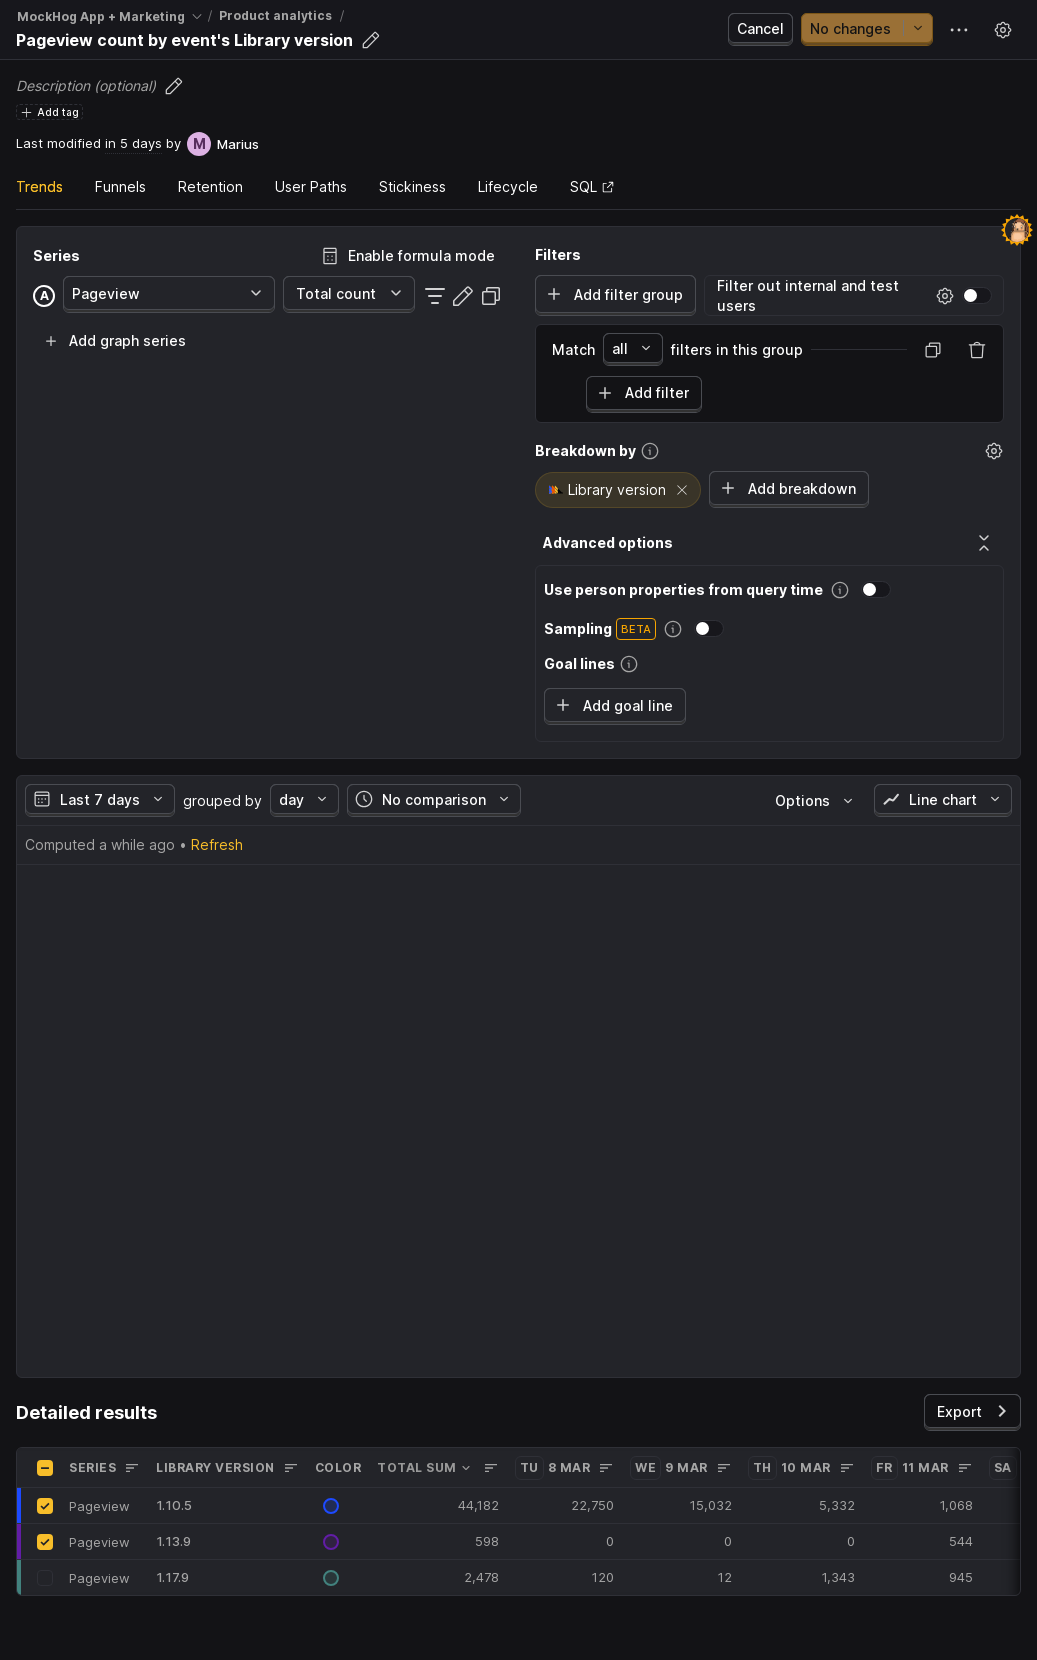 MockHog App + Marketing / Product analytics /
Pageview count by event's Library version
Cancel
No changes
Description (optional)
Add tag
Last modified in 5 days by M Marius
Trends Funnels Retention User Paths Stickiness Lifecycle SQL
Series
Enable formula mode
A Pageview Total count
Add graph series
Filters
Add filter group
Filter out internal and test
users
Match all filters in this group
Add filter
Breakdown by
Library version
Add breakdown
Advanced options
Use person properties from query time
Sampling BETA
Goal lines
Add goal line
Last 7 days grouped by day No comparison Options Line chart
Computed a while ago • Refresh
Detailed results
Export
SERIES LIBRARY VERSION COLOR TOTAL SUM TU 8 MAR WE 9 MAR TH 10 MAR FR 11 MAR SA
Pageview 1.10.5 44,182 22,750 15,032 5,332 1,068
Pageview 1.13.9 598 0 0 0 544
Pageview 1.17.9 2,478 120 12 1,343 945